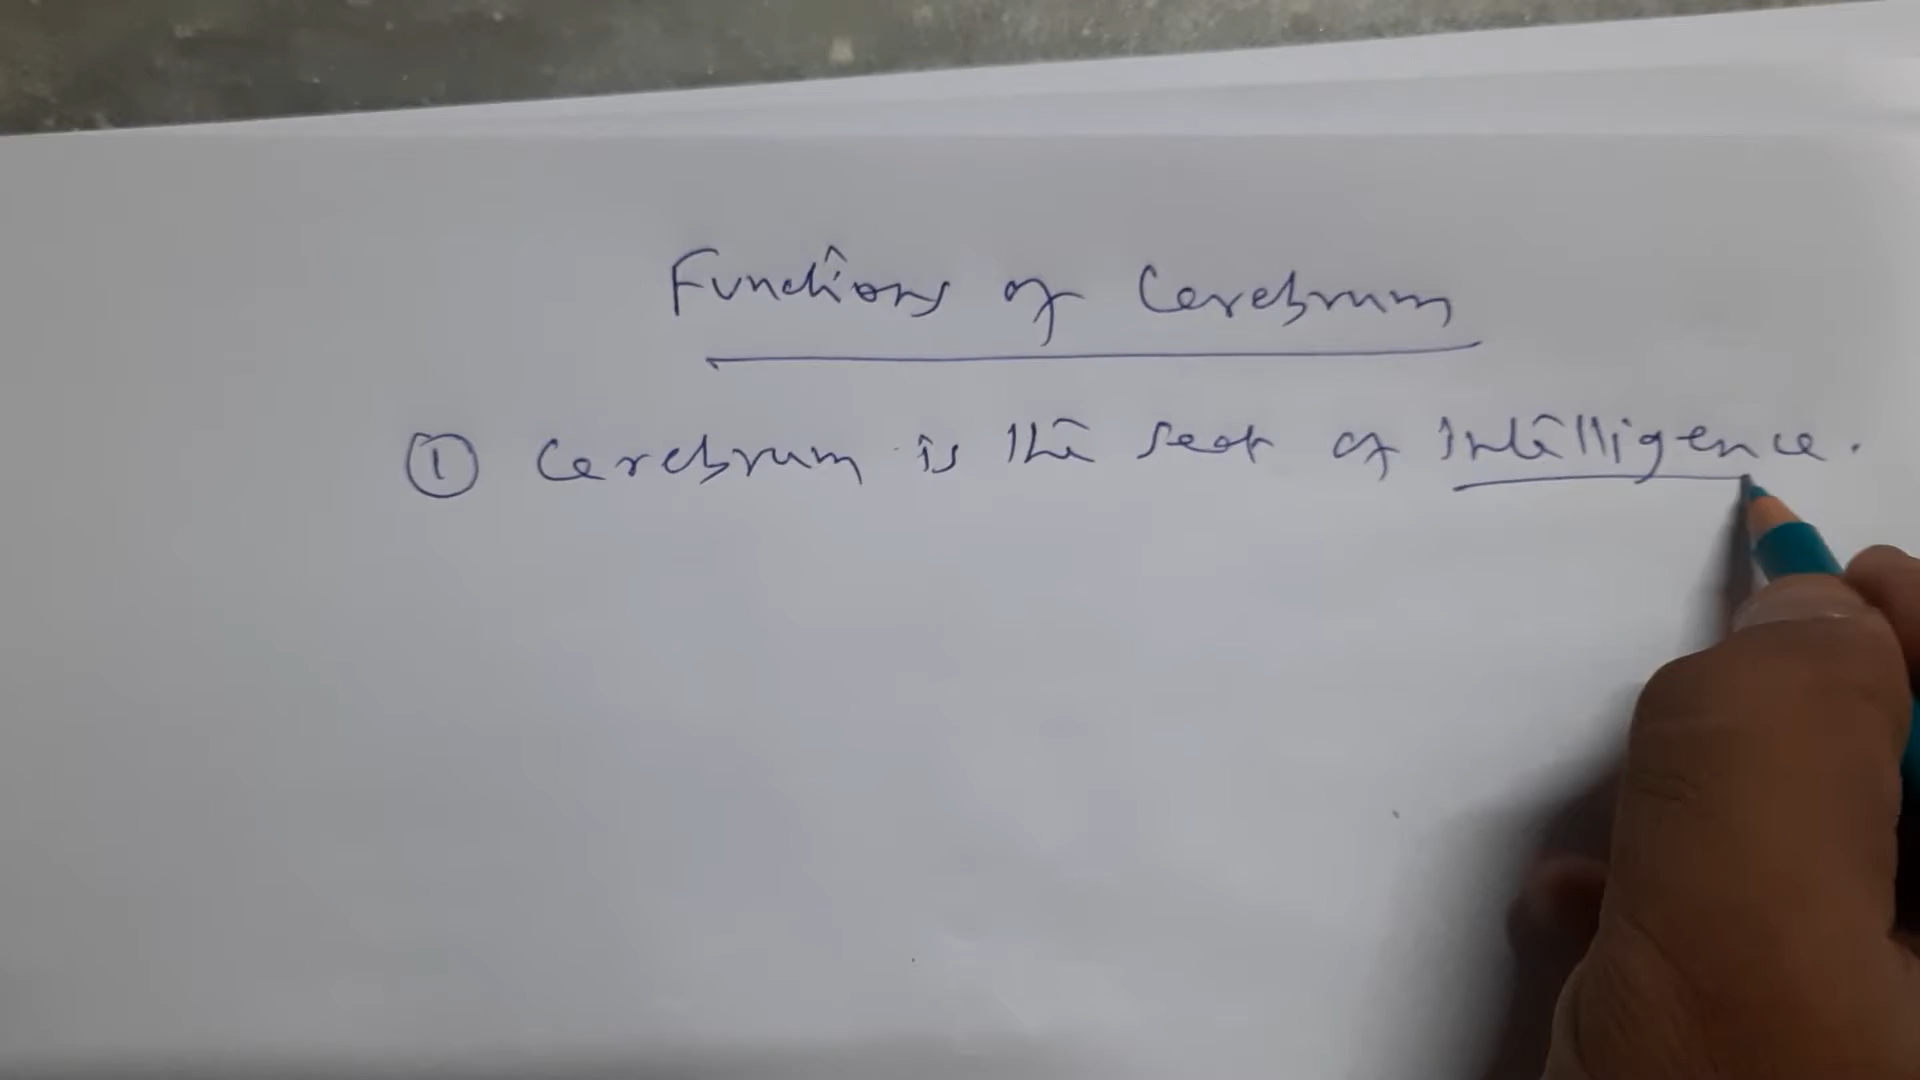 Functions of Cerebrum
① Cerebrum is the seat of intelligence.